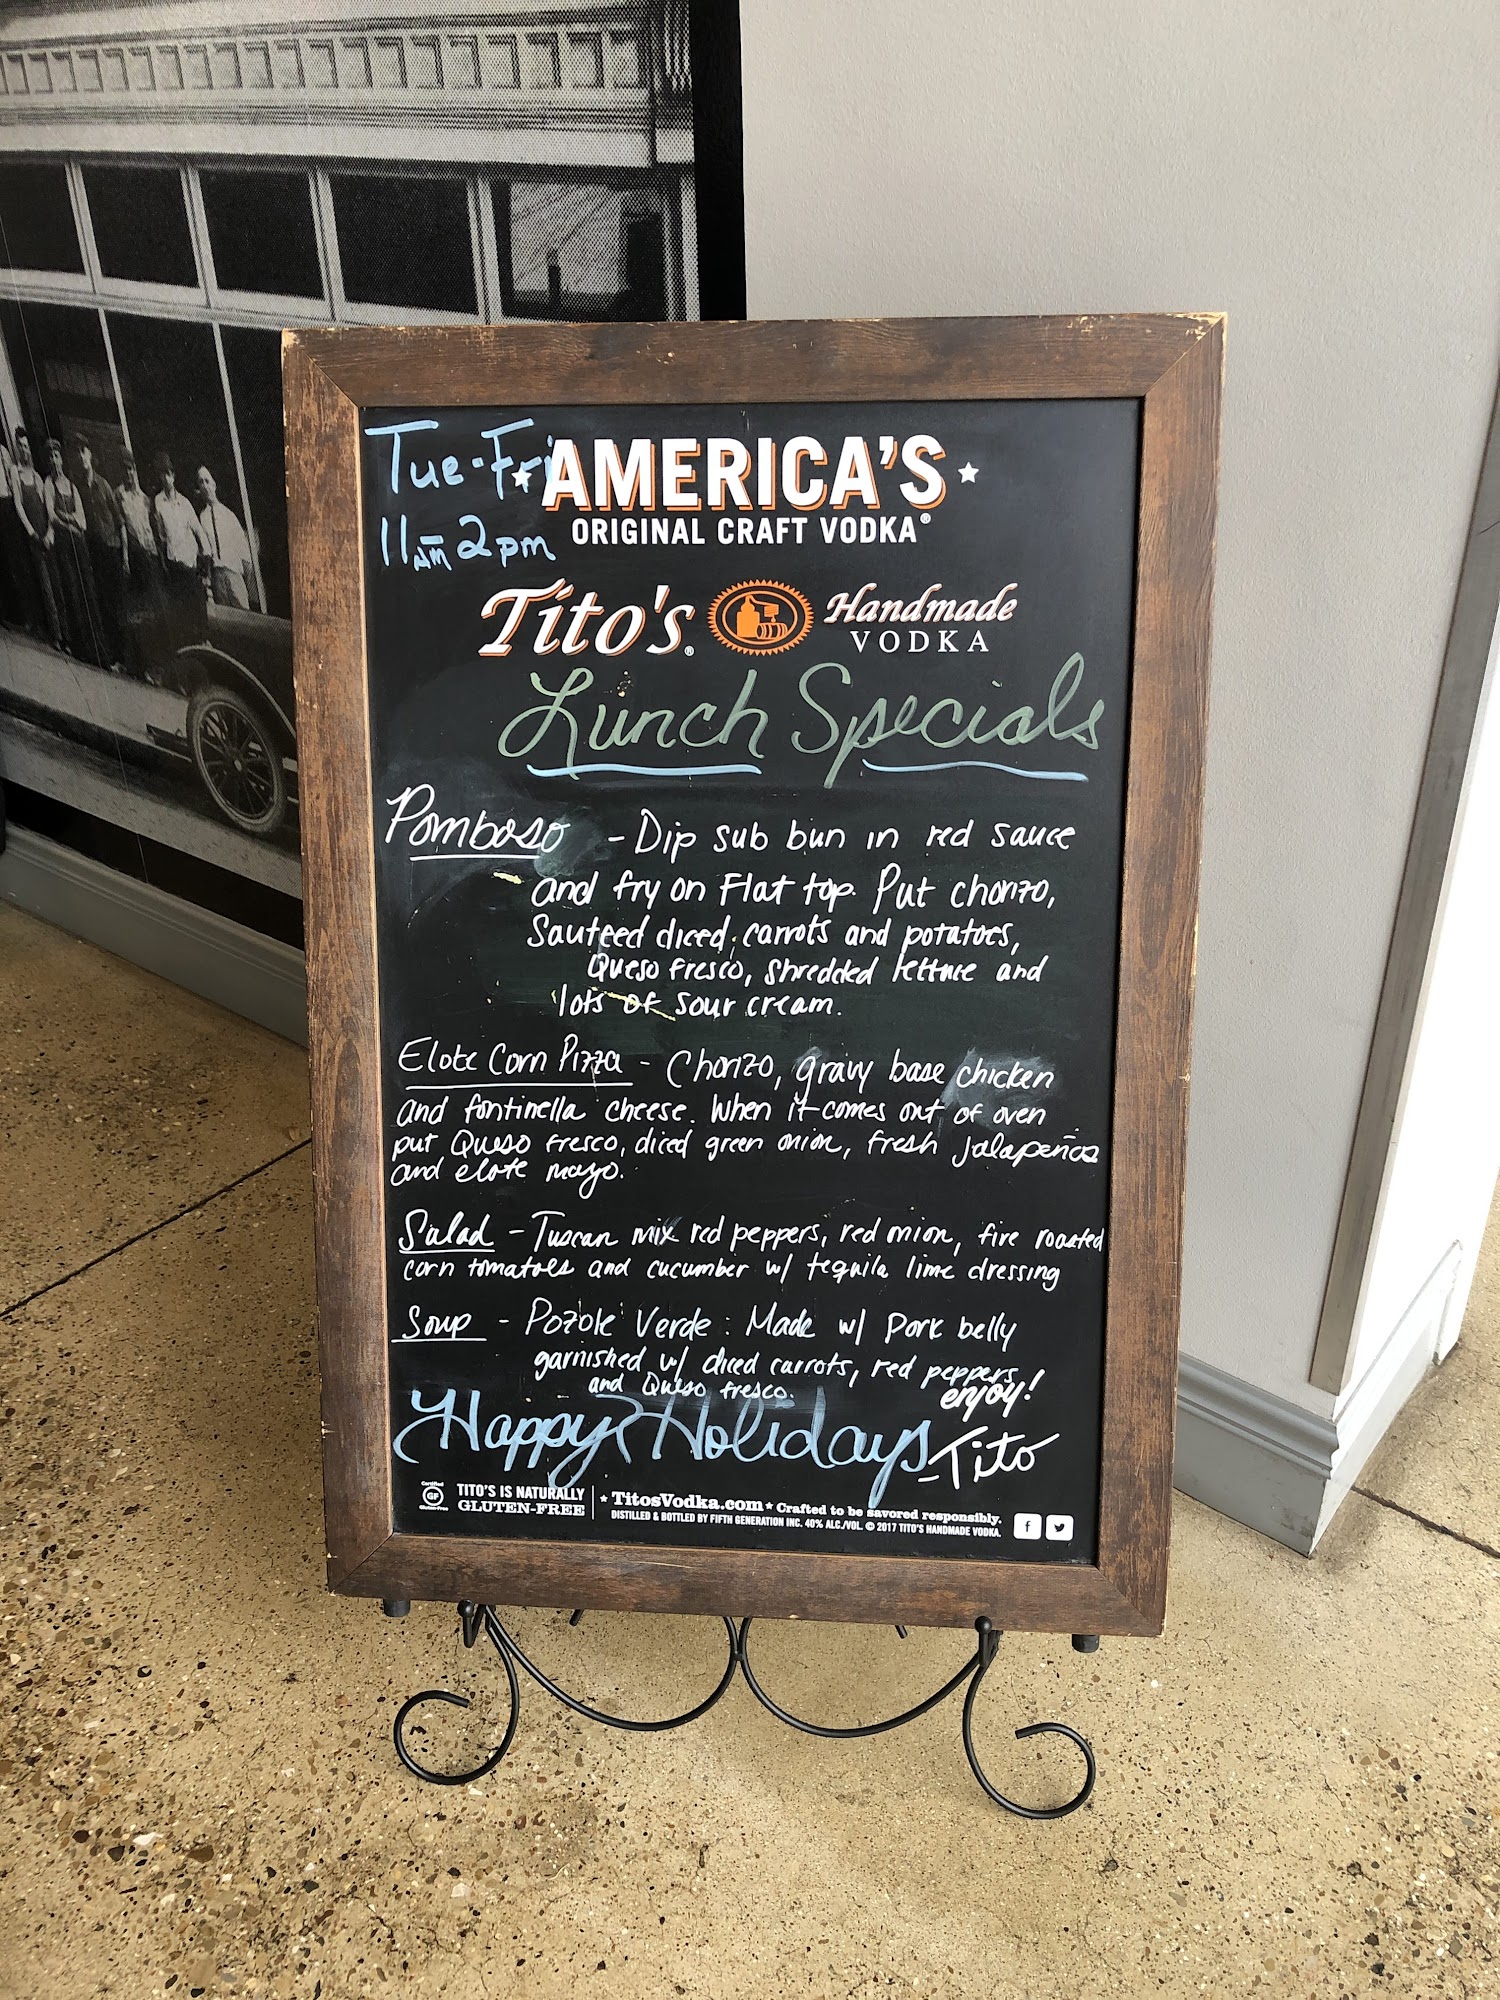 Tue-Fri
11am-2pm
AMERICA'S
ORIGINAL CRAFT VODKA®
Tito's® Handmade
VODKA
Lunch Specials
Pomboso - Dip sub bun in red sauce
and fry on Flat top. Put chorizo,
Sauteed diced carrots and potatoes,
Queso Fresco, shredded lettuce and
lots of sour cream.
Elote Corn Pizza - Chorizo, gravy base chicken
and fontinella cheese. When it comes out of oven
put Queso Fresco, diced green onion, fresh jalapeños
and elote mayo.
Salad - Tuscan mix red peppers, red onion, fire roasted
corn tomatoes and cucumber w/ tequila lime dressing
Soup - Pozole Verde: Made w/ Pork belly
garnished w/ diced carrots, red peppers
and Queso fresco.
enjoy!
Happy Holidays
-Tito
Certified
GF
Gluten-Free
TITO'S IS NATURALLY
GLUTEN-FREE
TitosVodka.com Crafted to be savored responsibly.
DISTILLED & BOTTLED BY FIFTH GENERATION INC. 40% ALC./VOL. © 2017 TITO'S HANDMADE VODKA.
f